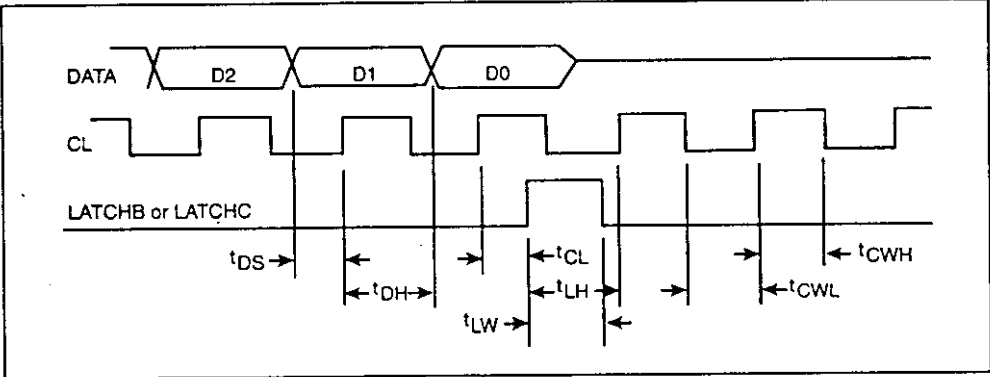 DATA D2 D1 D0
CL
LATCHB or LATCHC
tDS tCL tCWH
tDH tLH tCWL
tLW